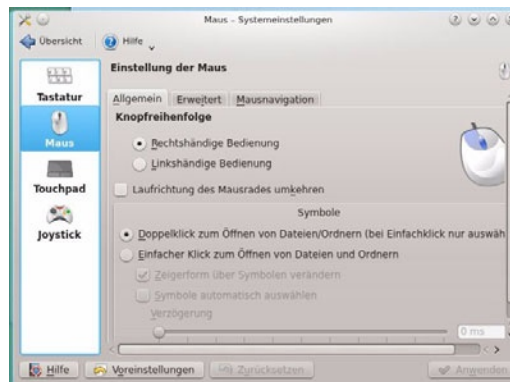 Maus – Systemeinstellungen
Übersicht Hilfe
Einstellung der Maus
Tastatur
Maus
Touchpad
Joystick
Allgemein Erweitert Mausnavigation
Knopfreihenfolge
Rechtshändige Bedienung
Linkshändige Bedienung
Laufrichtung des Mausrades umkehren
Symbole
Doppelklick zum Öffnen von Dateien/Ordnern (bei Einfachklick nur auswäh
Einfacher Klick zum Öffnen von Dateien und Ordnern
Zeigerform über Symbolen verändern
Symbole automatisch auswählen
Verzögerung
0 ms
Hilfe Voreinstellungen Zurücksetzen Anwenden